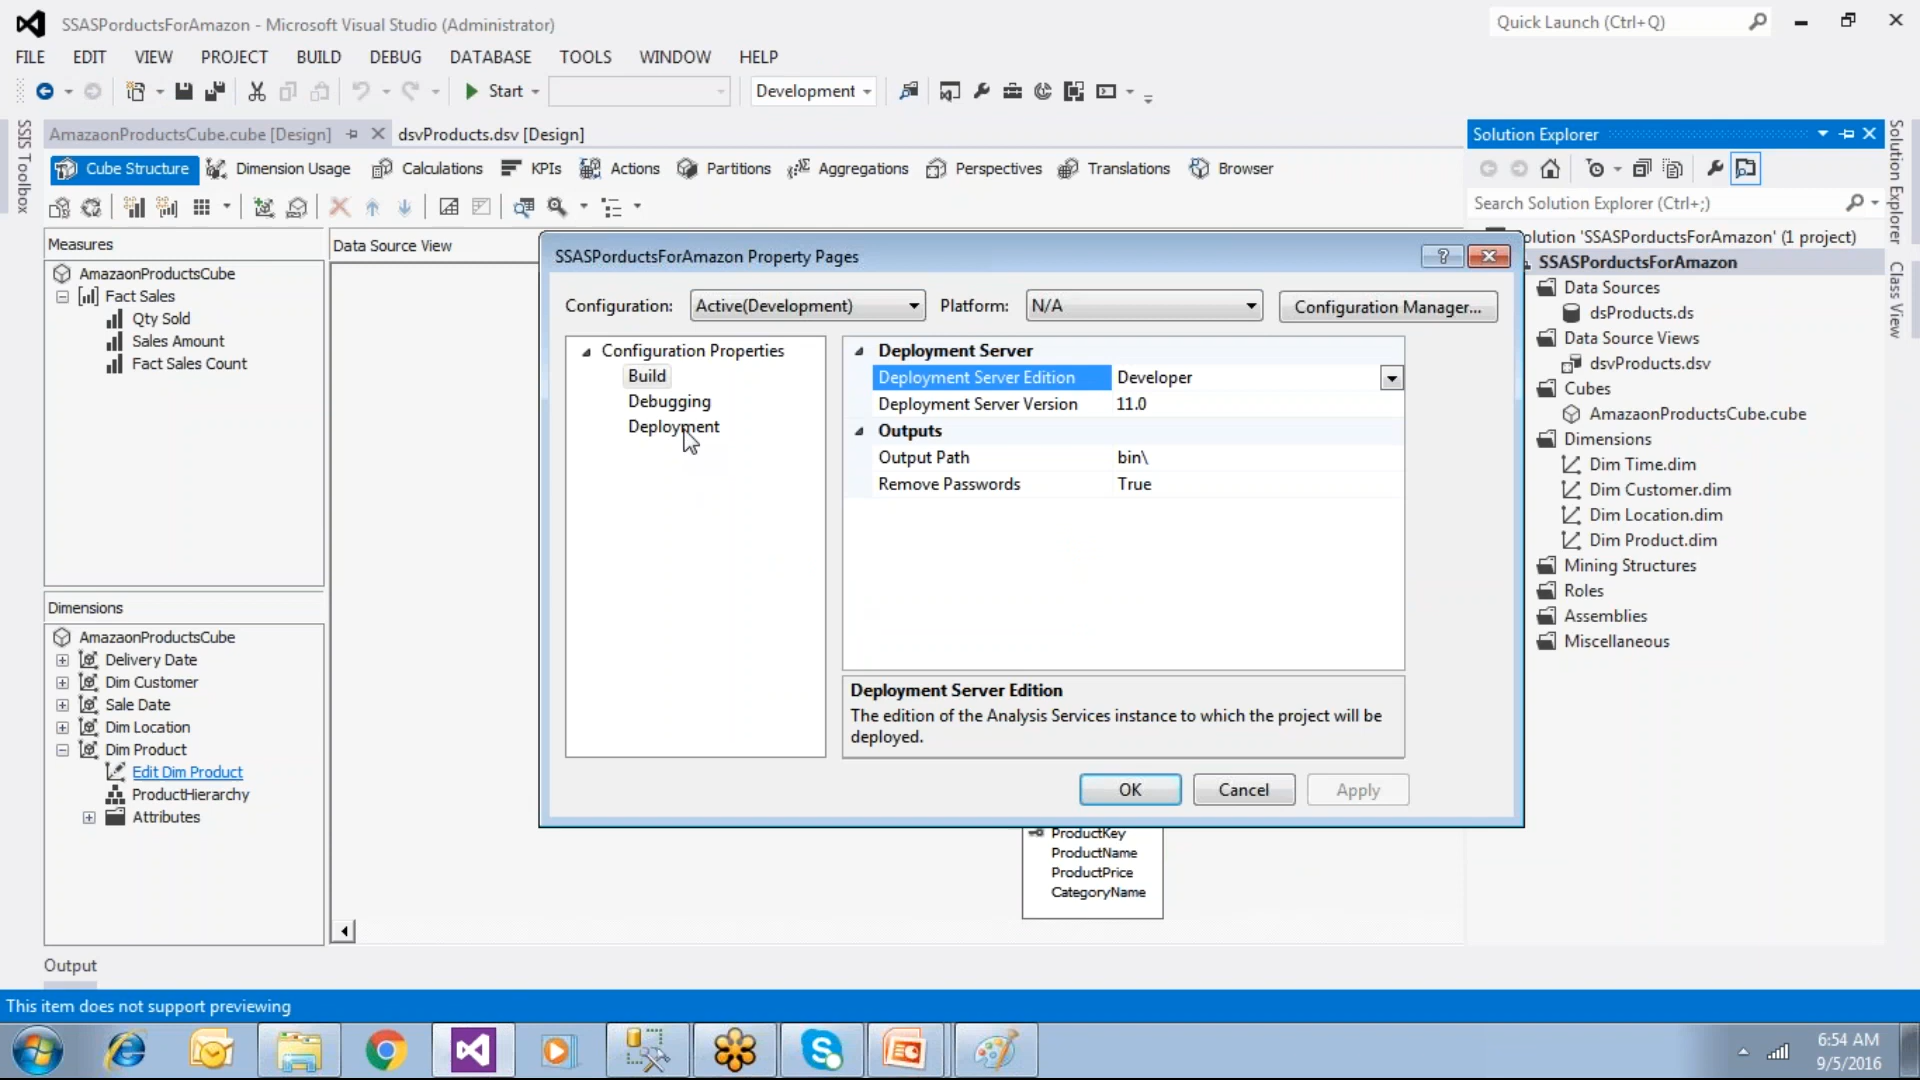 SSASPorductsForAmazon - Microsoft Visual Studio (Administrator)
Quick Launch (Ctrl+Q)
FILE EDIT VIEW PROJECT BUILD DEBUG DATABASE TOOLS WINDOW HELP
Start
Development
SSIS Toolbox
AmazaonProductsCube.cube [Design]
dsvProducts.dsv [Design]
Cube Structure
Dimension Usage
Calculations
KPIs
Actions
Partitions
Aggregations
Perspectives
Translations
Browser
Measures
AmazaonProductsCube
Fact Sales
Qty Sold
Sales Amount
Fact Sales Count
Data Source View
Dimensions
AmazaonProductsCube
Delivery Date
Dim Customer
Sale Date
Dim Location
Dim Product
Edit Dim Product
ProductHierarchy
Attributes
SSASPorductsForAmazon Property Pages
Configuration:
Active(Development)
Platform:
N/A
Configuration Manager...
Configuration Properties
Build
Debugging
Deployment
Deployment Server
Deployment Server Edition Developer
Deployment Server Version 11.0
Outputs
Output Path bin\
Remove Passwords True
Deployment Server Edition
The edition of the Analysis Services instance to which the project will be
deployed.
OK
Cancel
Apply
ProductKey
ProductName
ProductPrice
CategoryName
Solution Explorer
Search Solution Explorer (Ctrl+;)
olution 'SSASPorductsForAmazon' (1 project)
SSASPorductsForAmazon
Data Sources
dsProducts.ds
Data Source Views
dsvProducts.dsv
Cubes
AmazaonProductsCube.cube
Dimensions
Dim Time.dim
Dim Customer.dim
Dim Location.dim
Dim Product.dim
Mining Structures
Roles
Assemblies
Miscellaneous
Solution Explorer
Class View
Output
This item does not support previewing
6:54 AM
9/5/2016